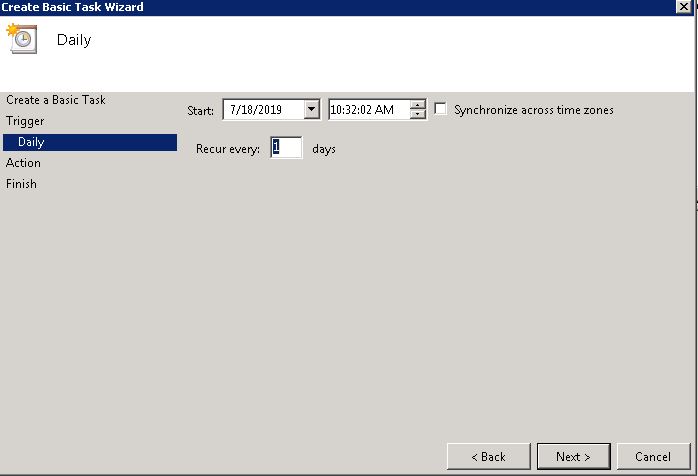 Create Basic Task Wizard
Daily
Create a Basic Task
Trigger
Daily
Action
Finish
Start: 7/18/2019 10:32:02 AM Synchronize across time zones
Recur every: 1 days
< Back Next > Cancel